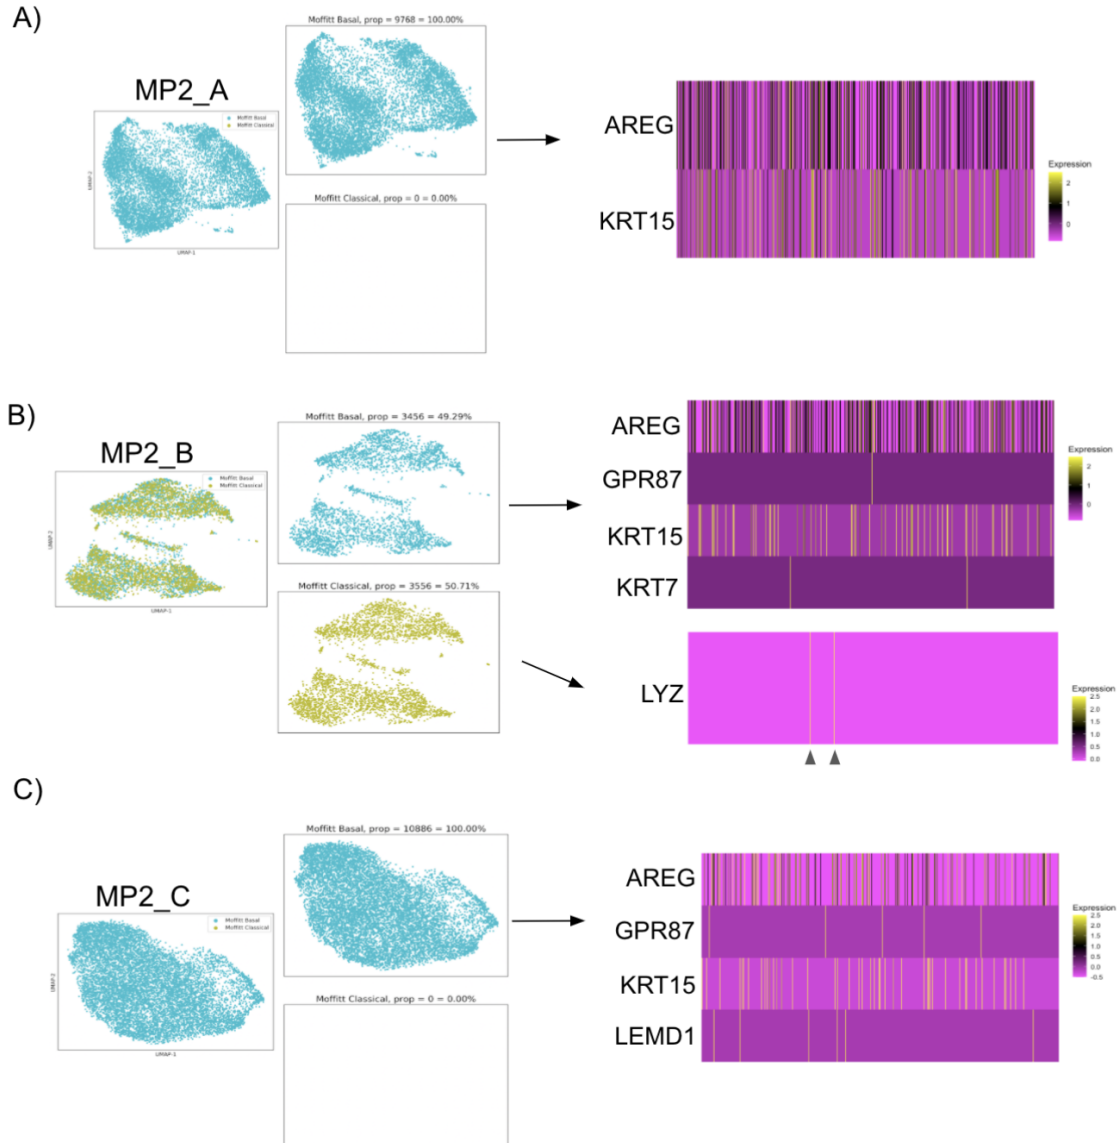 A)
Moffitt Basal, prop = 9768 = 100.00%
MP2_A
Moffitt Basal
Moffitt Classical
UMAP-2
UMAP-1
Moffitt Classical, prop = 0 = 0.00%
AREG
KRT15
Expression
2
1
0
B)
Moffitt Basal, prop = 3456 = 49.29%
MP2_B
Moffitt Basal
Moffitt Classical
UMAP-2
UMAP-1
Moffitt Classical, prop = 3556 = 50.71%
AREG
GPR87
KRT15
KRT7
Expression
2
1
0
LYZ
Expression
2.5
2.0
1.5
1.0
0.5
0.0
C)
Moffitt Basal, prop = 10886 = 100.00%
MP2_C
Moffitt Basal
Moffitt Classical
UMAP-2
UMAP-1
Moffitt Classical, prop = 0 = 0.00%
AREG
GPR87
KRT15
LEMD1
Expression
2.5
2.0
1.5
1.0
0.5
0.0
-0.5